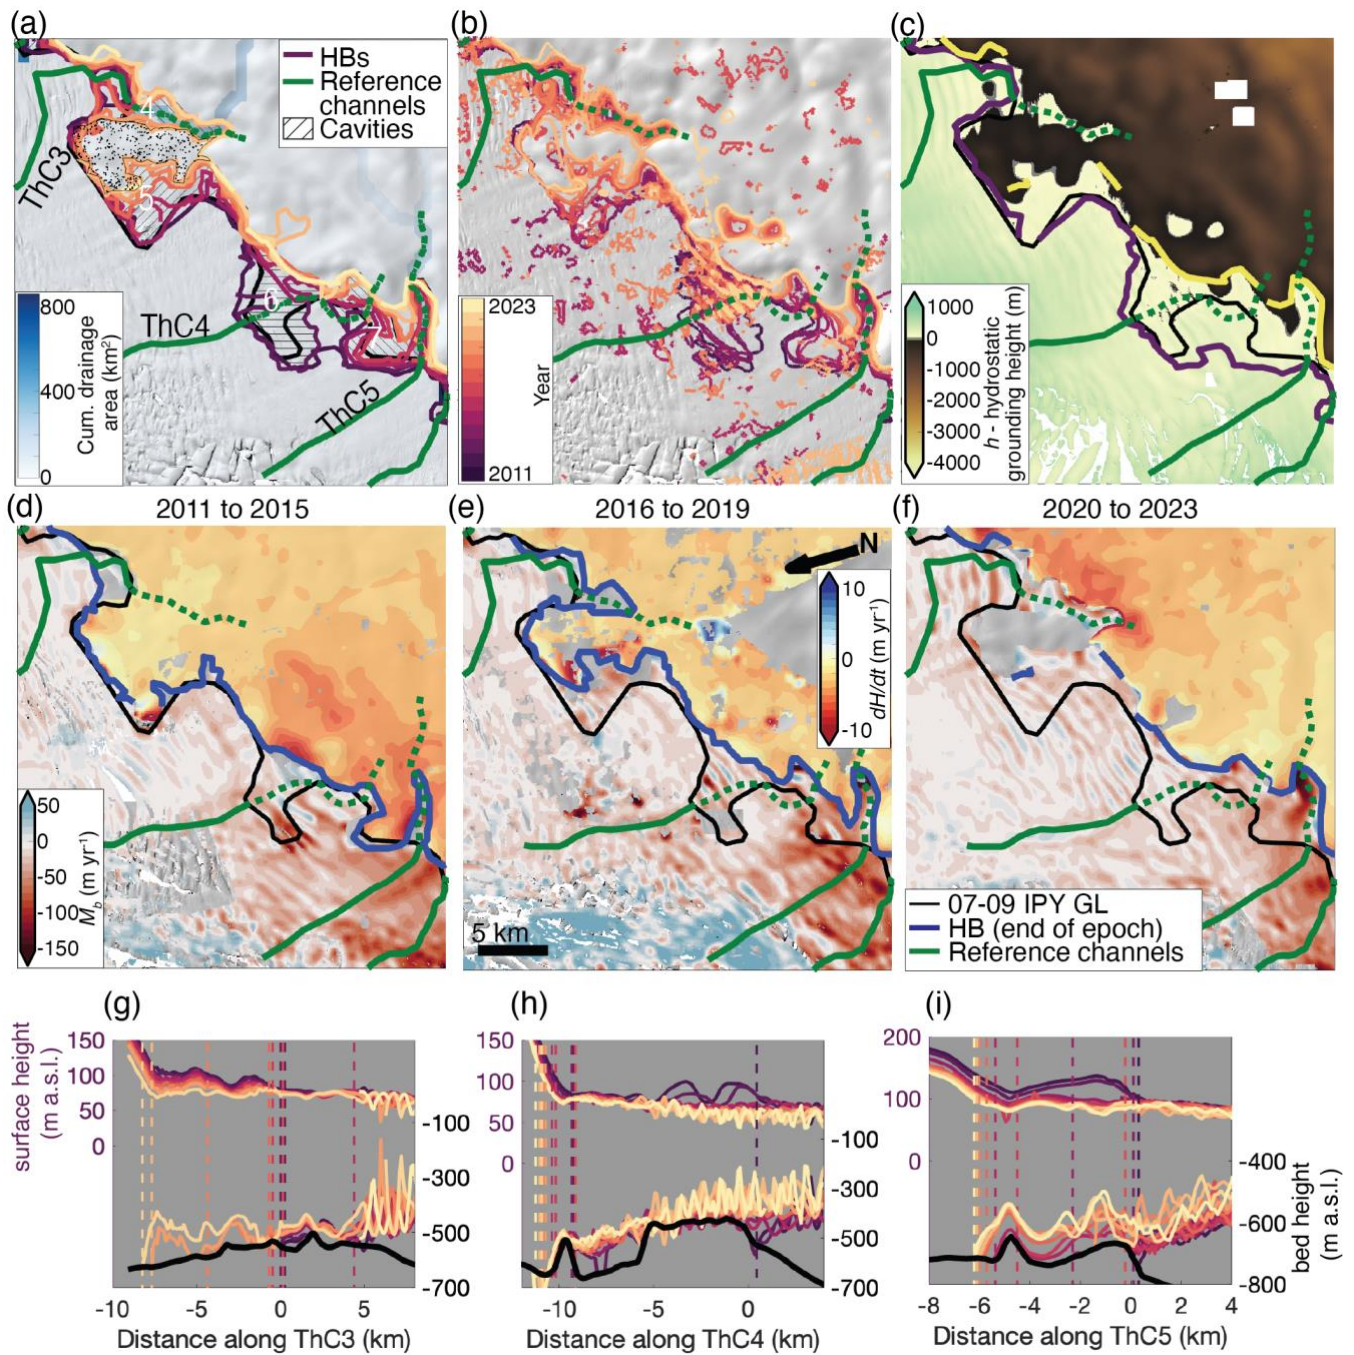 (a)
HBs
Reference
channels
Cavities
4
5
6
7
ThC3
ThC4
ThC5
800
400
0
Cum. drainage
area (km²)
(b)
2023
2011
Year
(c)
1000
0
-1000
-2000
-3000
-4000
h - hydrostatic
grounding height (m)
(d)
2011 to 2015
50
0
-50
-100
-150
M_b (m yr⁻¹)
(e)
2016 to 2019
N
10
0
-10
dH/dt (m yr⁻¹)
5 km
(f)
2020 to 2023
07-09 IPY GL
HB (end of epoch)
Reference channels
(g)
surface height
(m a.s.l.)
150
100
50
0
-100
-300
-500
-700
-10
-5
0
5
Distance along ThC3 (km)
(h)
150
100
50
0
-100
-300
-500
-700
-10
-5
0
Distance along ThC4 (km)
(i)
200
100
0
-400
-600
-800
bed height
(m a.s.l.)
-8
-6
-4
-2
0
2
4
Distance along ThC5 (km)